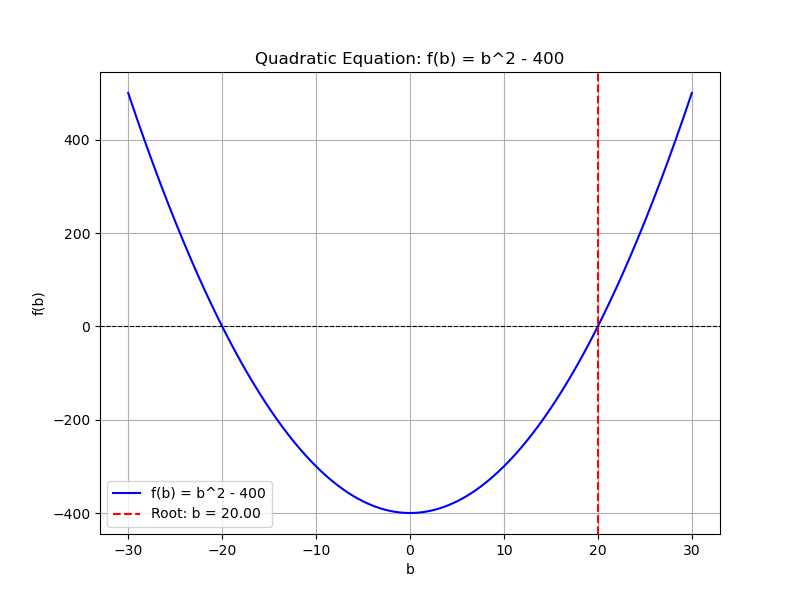 Quadratic Equation: f(b) = b^2 - 400
400
200
0
−200
−400
f(b)
f(b) = b^2 - 400
Root: b = 20.00
−30
−20
−10
0
10
20
30
b